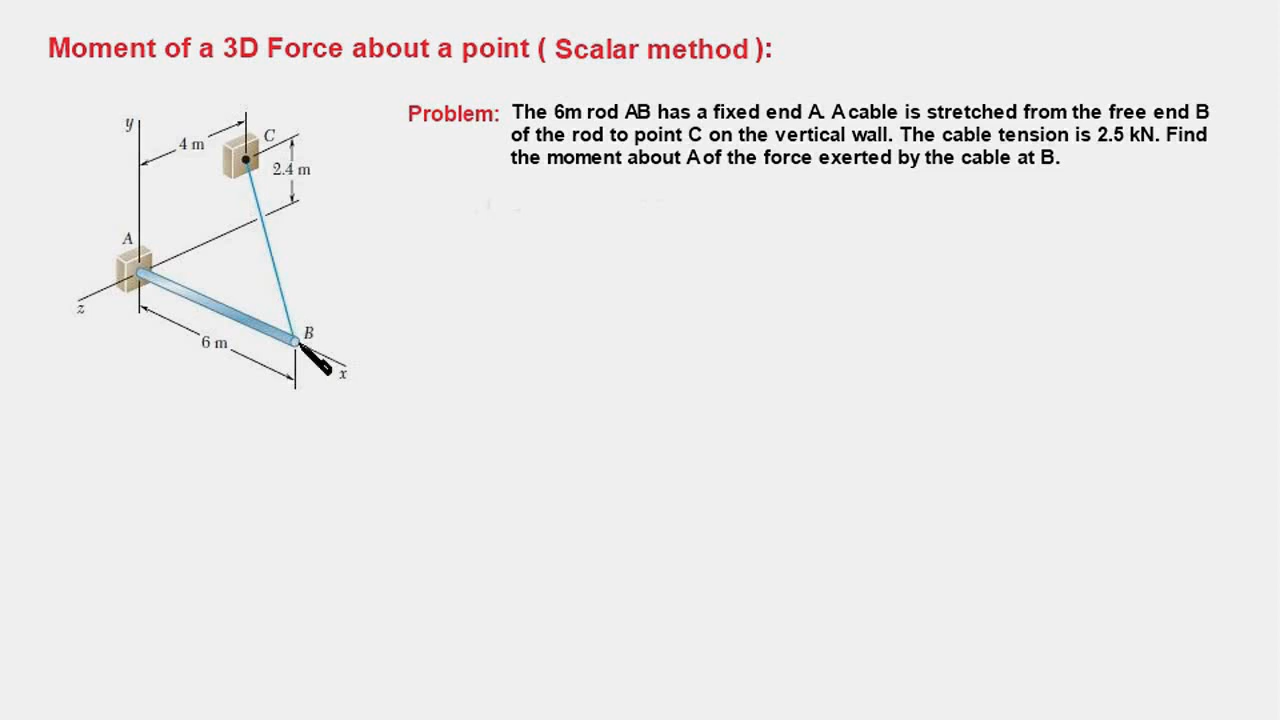 Moment of a 3D Force about a point ( Scalar method ):
Problem: The 6m rod AB has a fixed end A. A cable is stretched from the free end B
of the rod to point C on the vertical wall. The cable tension is 2.5 kN. Find
the moment about A of the force exerted by the cable at B.
y
4 m
C
2.4 m
A
z
B
6 m
x